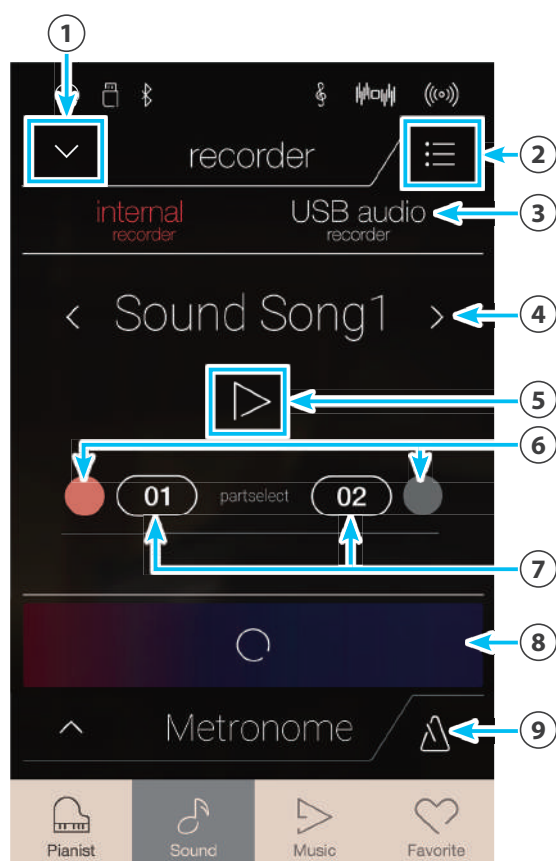 1
recorder
2
internal
recorder
USB audio
recorder
3
Sound Song1
4
5
6
01
partselect
02
7
8
Metronome
9
Pianist
Sound
Music
Favorite